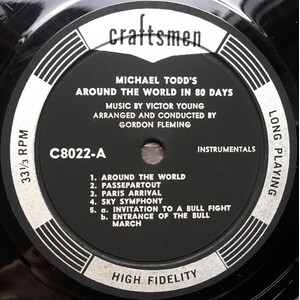 craftsmen
MICHAEL TODD'S
AROUND THE WORLD IN 80 DAYS
MUSIC BY VICTOR YOUNG
ARRANGED AND CONDUCTED BY
GORDON FLEMING
C8022-A
INSTRUMENTALS
33⅓ RPM
LONG PLAYING
1. AROUND THE WORLD
2. PASSEPARTOUT
3. PARIS ARRIVAL
4. SKY SYMPHONY
5. a. INVITATION TO A BULL FIGHT
b. ENTRANCE OF THE BULL
MARCH
HIGH FIDELITY